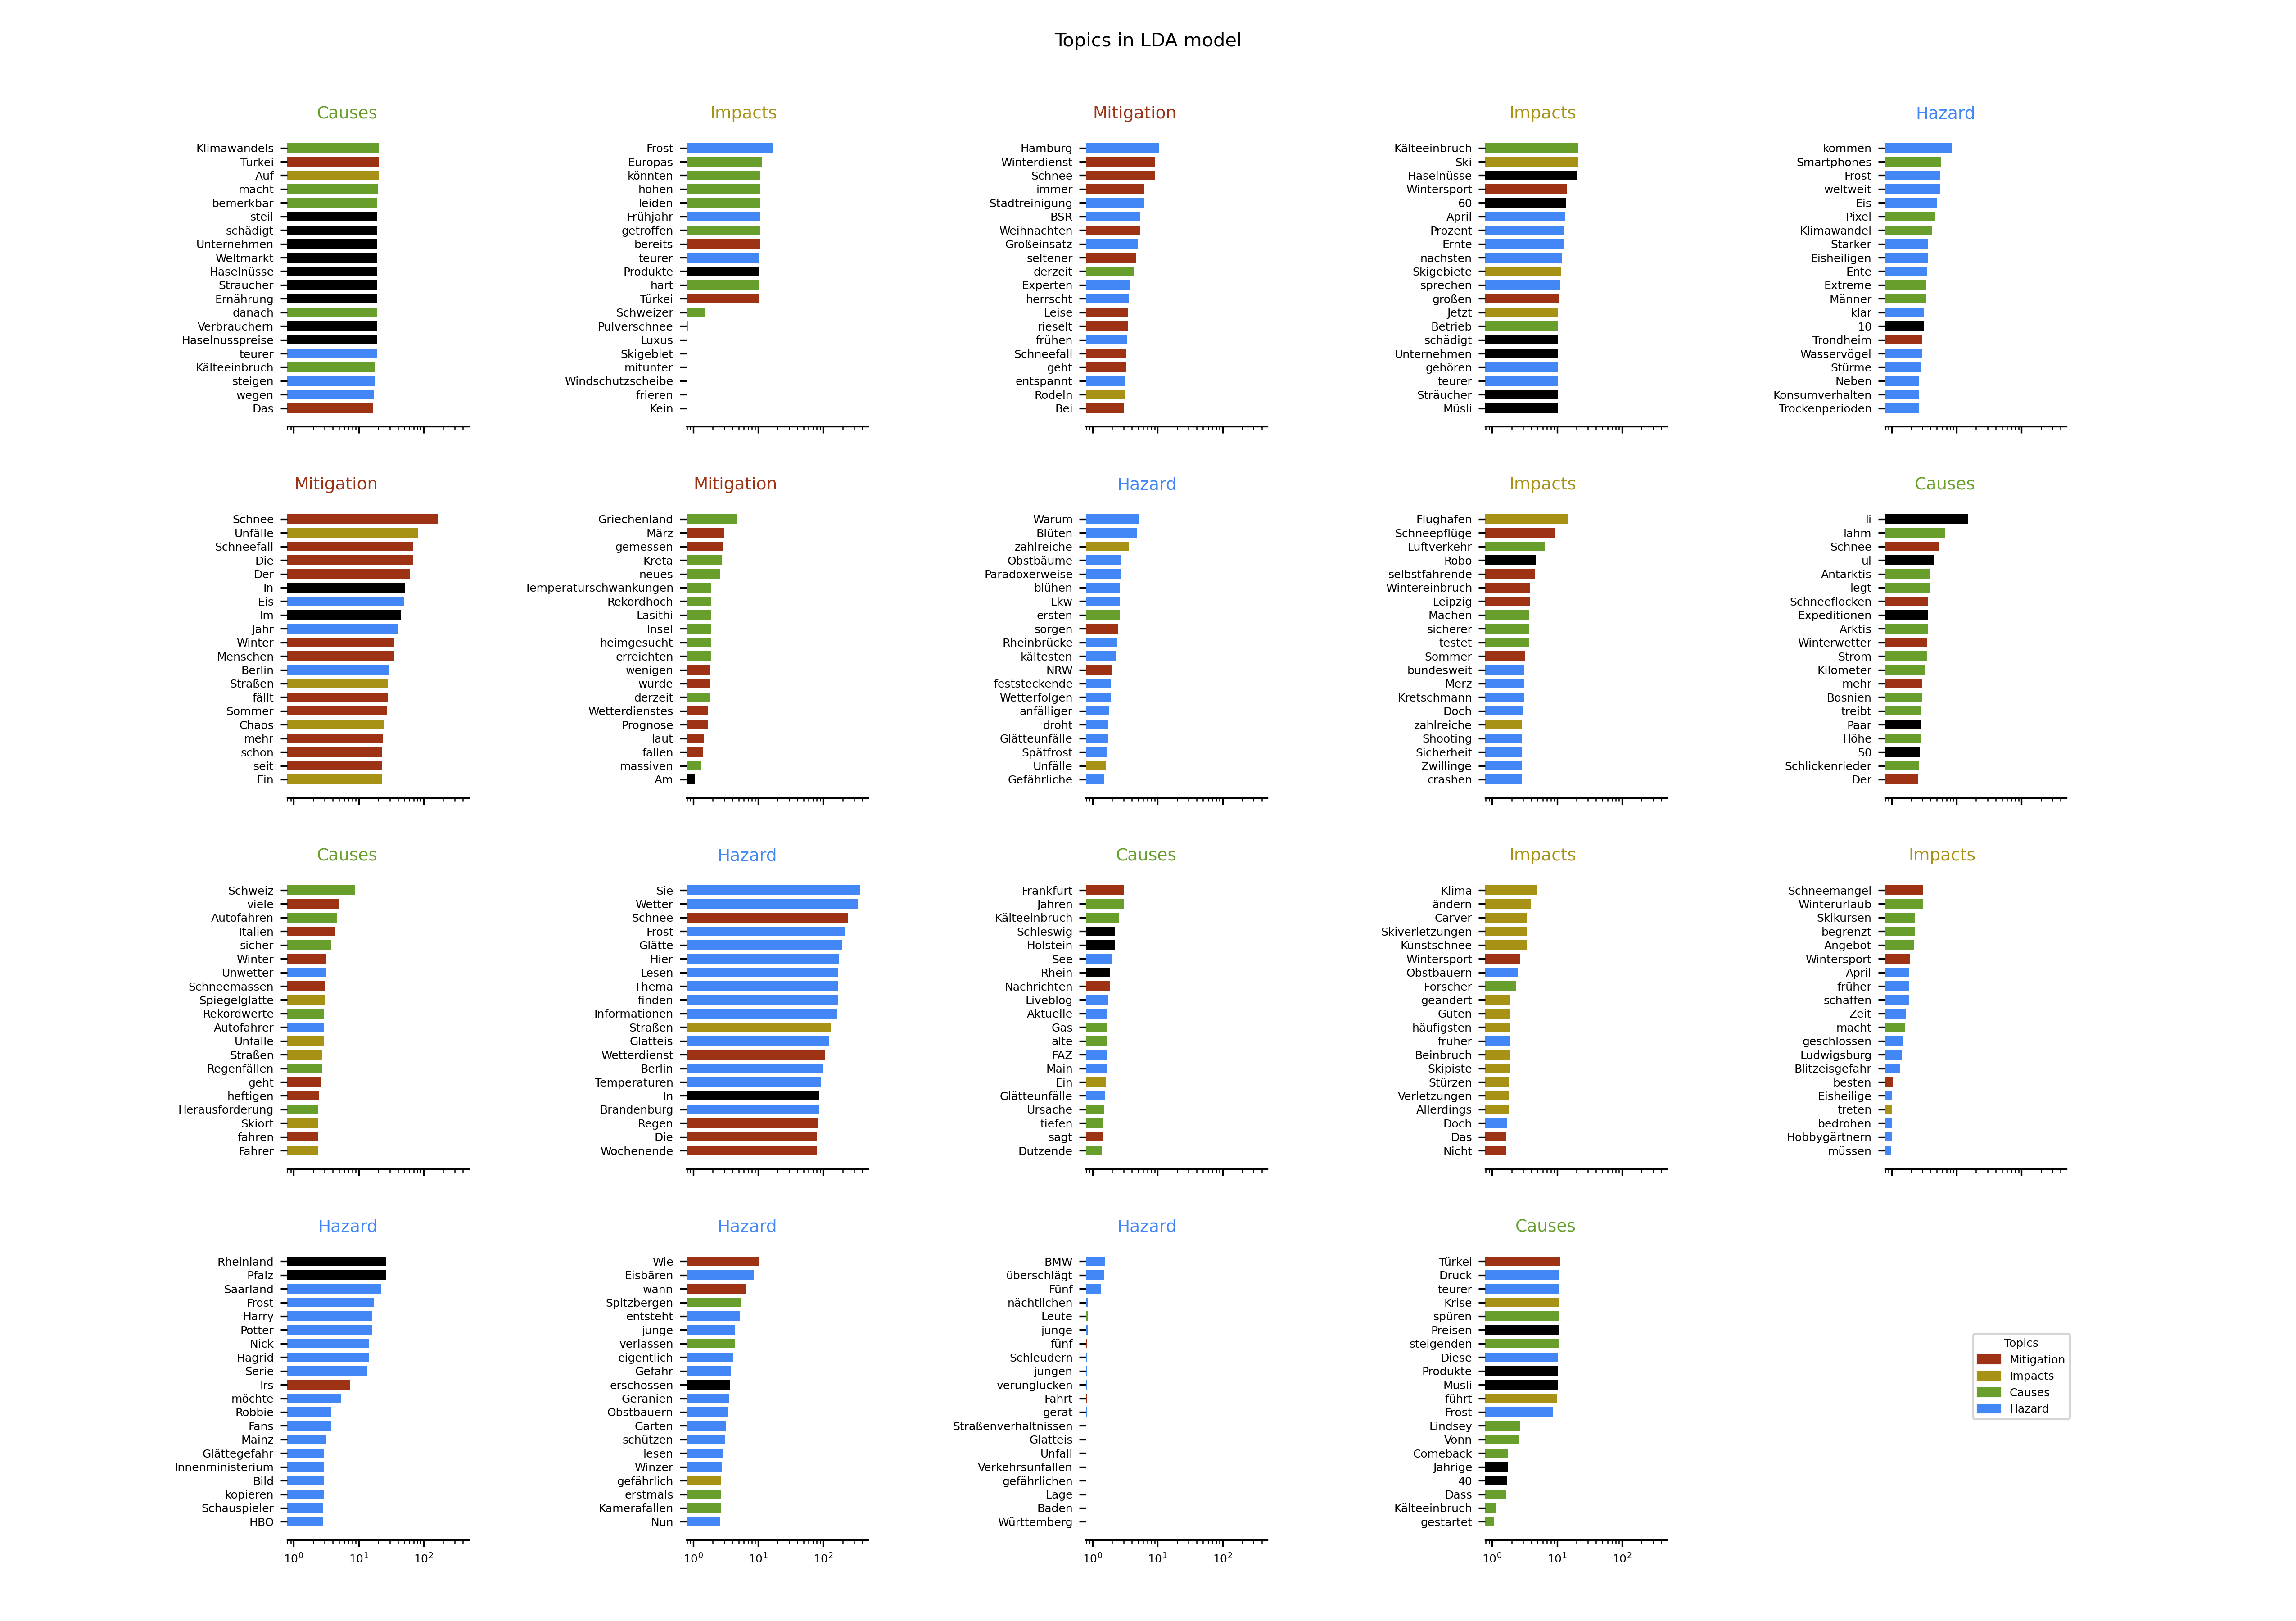 Topics in LDA model
Causes
Klimawandels
Türkei
Auf
macht
bemerkbar
steil
schädigt
Unternehmen
Weltmarkt
Haselnüsse
Sträucher
Ernährung
danach
Verbrauchern
Haselnusspreise
teurer
Kälteeinbruch
steigen
wegen
Das
Impacts
Frost
Europas
könnten
hohen
leiden
Frühjahr
getroffen
bereits
teurer
Produkte
hart
Türkei
Schweizer
Pulverschnee
Luxus
Skigebiet
mitunter
Windschutzscheibe
frieren
Kein
Mitigation
Hamburg
Winterdienst
Schnee
immer
Stadtreinigung
BSR
Weihnachten
Großeinsatz
seltener
derzeit
Experten
herrscht
Leise
rieselt
frühen
Schneefall
geht
entspannt
Rodeln
Bei
Impacts
Kälteeinbruch
Ski
Haselnüsse
Wintersport
60
April
Prozent
Ernte
nächsten
Skigebiete
sprechen
großen
Jetzt
Betrieb
schädigt
Unternehmen
gehören
teurer
Sträucher
Müsli
Hazard
kommen
Smartphones
Frost
weltweit
Eis
Pixel
Klimawandel
Starker
Eisheiligen
Ente
Extreme
Männer
klar
10
Trondheim
Wasservögel
Stürme
Neben
Konsumverhalten
Trockenperioden
Mitigation
Schnee
Unfälle
Schneefall
Die
Der
In
Eis
Im
Jahr
Winter
Menschen
Berlin
Straßen
fällt
Sommer
Chaos
mehr
schon
seit
Ein
Mitigation
Griechenland
März
gemessen
Kreta
neues
Temperaturschwankungen
Rekordhoch
Lasithi
Insel
heimgesucht
erreichten
wenigen
wurde
derzeit
Wetterdienstes
Prognose
laut
fallen
massiven
Am
Hazard
Warum
Blüten
zahlreiche
Obstbäume
Paradoxerweise
blühen
Lkw
ersten
sorgen
Rheinbrücke
kältesten
NRW
feststeckende
Wetterfolgen
anfälliger
droht
Glätteunfälle
Spätfrost
Unfälle
Gefährliche
Impacts
Flughafen
Schneepflüge
Luftverkehr
Robo
selbstfahrende
Wintereinbruch
Leipzig
Machen
sicherer
testet
Sommer
bundesweit
Merz
Kretschmann
Doch
zahlreiche
Shooting
Sicherheit
Zwillinge
crashen
Causes
li
lahm
Schnee
ul
Antarktis
legt
Schneeflocken
Expeditionen
Arktis
Winterwetter
Strom
Kilometer
mehr
Bosnien
treibt
Paar
Höhe
50
Schlickenrieder
Der
Causes
Schweiz
viele
Autofahren
Italien
sicher
Winter
Unwetter
Schneemassen
Spiegelglatte
Rekordwerte
Autofahrer
Unfälle
Straßen
Regenfällen
geht
heftigen
Herausforderung
Skiort
fahren
Fahrer
Hazard
Sie
Wetter
Schnee
Frost
Glätte
Hier
Lesen
Thema
finden
Informationen
Straßen
Glatteis
Wetterdienst
Berlin
Temperaturen
In
Brandenburg
Regen
Die
Wochenende
Causes
Frankfurt
Jahren
Kälteeinbruch
Schleswig
Holstein
See
Rhein
Nachrichten
Liveblog
Aktuelle
Gas
alte
FAZ
Main
Ein
Glätteunfälle
Ursache
tiefen
sagt
Dutzende
Impacts
Klima
ändern
Carver
Skiverletzungen
Kunstschnee
Wintersport
Obstbauern
Forscher
geändert
Guten
häufigsten
früher
Beinbruch
Skipiste
Stürzen
Verletzungen
Allerdings
Doch
Das
Nicht
Impacts
Schneemangel
Winterurlaub
Skikursen
begrenzt
Angebot
Wintersport
April
früher
schaffen
Zeit
macht
geschlossen
Ludwigsburg
Blitzeisgefahr
besten
Eisheilige
treten
bedrohen
Hobbygärtnern
müssen
Hazard
Rheinland
Pfalz
Saarland
Frost
Harry
Potter
Nick
Hagrid
Serie
lrs
möchte
Robbie
Fans
Mainz
Glättegefahr
Innenministerium
Bild
kopieren
Schauspieler
HBO
10⁰ 10¹ 10²
Hazard
Wie
Eisbären
wann
Spitzbergen
entsteht
junge
verlassen
eigentlich
Gefahr
erschossen
Geranien
Obstbauern
Garten
schützen
lesen
Winzer
gefährlich
erstmals
Kamerafallen
Nun
10⁰ 10¹ 10²
Hazard
BMW
überschlägt
Fünf
nächtlichen
Leute
junge
fünf
Schleudern
jungen
verunglücken
Fahrt
gerät
Straßenverhältnissen
Glatteis
Unfall
Verkehrsunfällen
gefährlichen
Lage
Baden
Württemberg
10⁰ 10¹ 10²
Causes
Türkei
Druck
teurer
Krise
spüren
Preisen
steigenden
Diese
Produkte
Müsli
führt
Frost
Lindsey
Vonn
Comeback
Jährige
40
Dass
Kälteeinbruch
gestartet
10⁰ 10¹ 10²
Topics
Mitigation
Impacts
Causes
Hazard